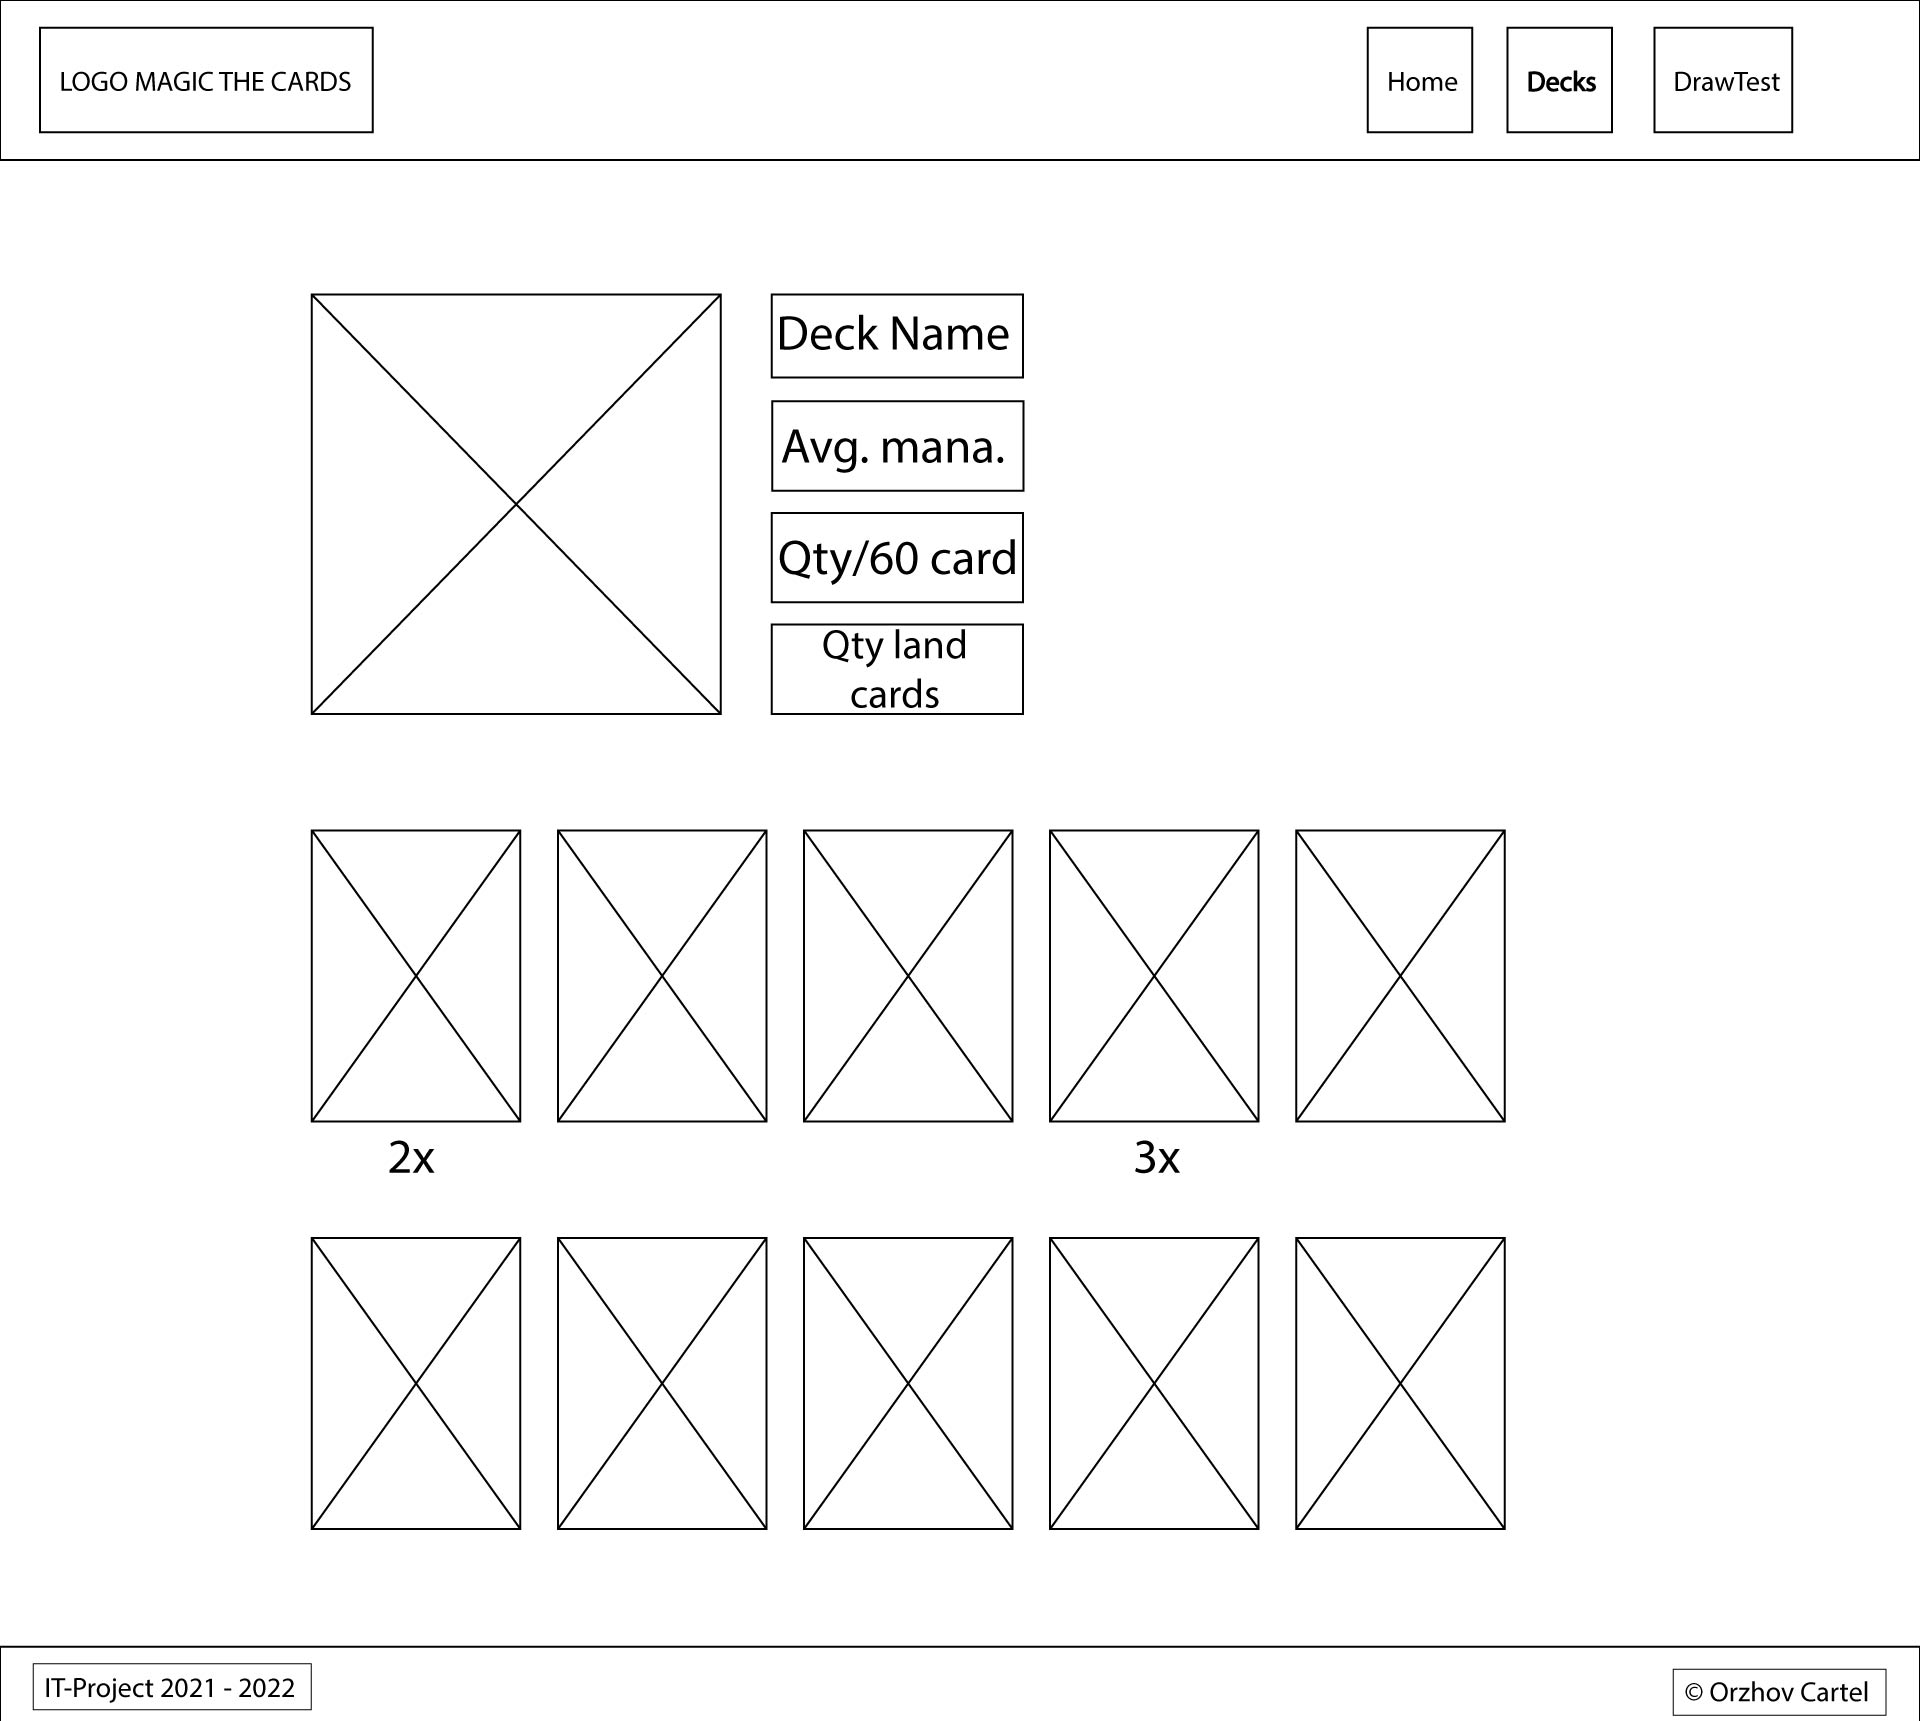 LOGO MAGIC THE CARDS
Home
Decks
DrawTest
Deck Name
Avg. mana.
Qty/60 card
Qty land
cards
2x
3x
IT-Project 2021 - 2022
© Orzhov Cartel